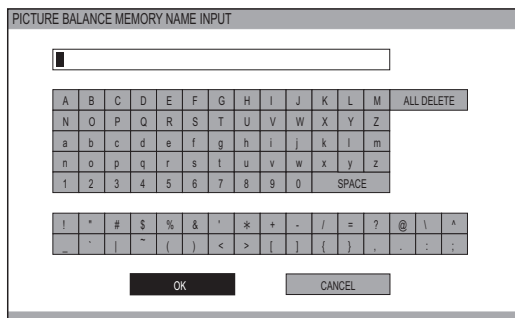 PICTURE BALANCE MEMORY NAME INPUT
A B C D E F G H I J K L M ALL DELETE
N O P Q R S T U V W X Y Z
a b c d e f g h i j k l m
n o p q r s t u v w x y z
1 2 3 4 5 6 7 8 9 0 SPACE
! " # $ % & ' * + - / = ? @ \ ^
_ ` | ~ ( ) < > [ ] { } , . : ;
OK CANCEL